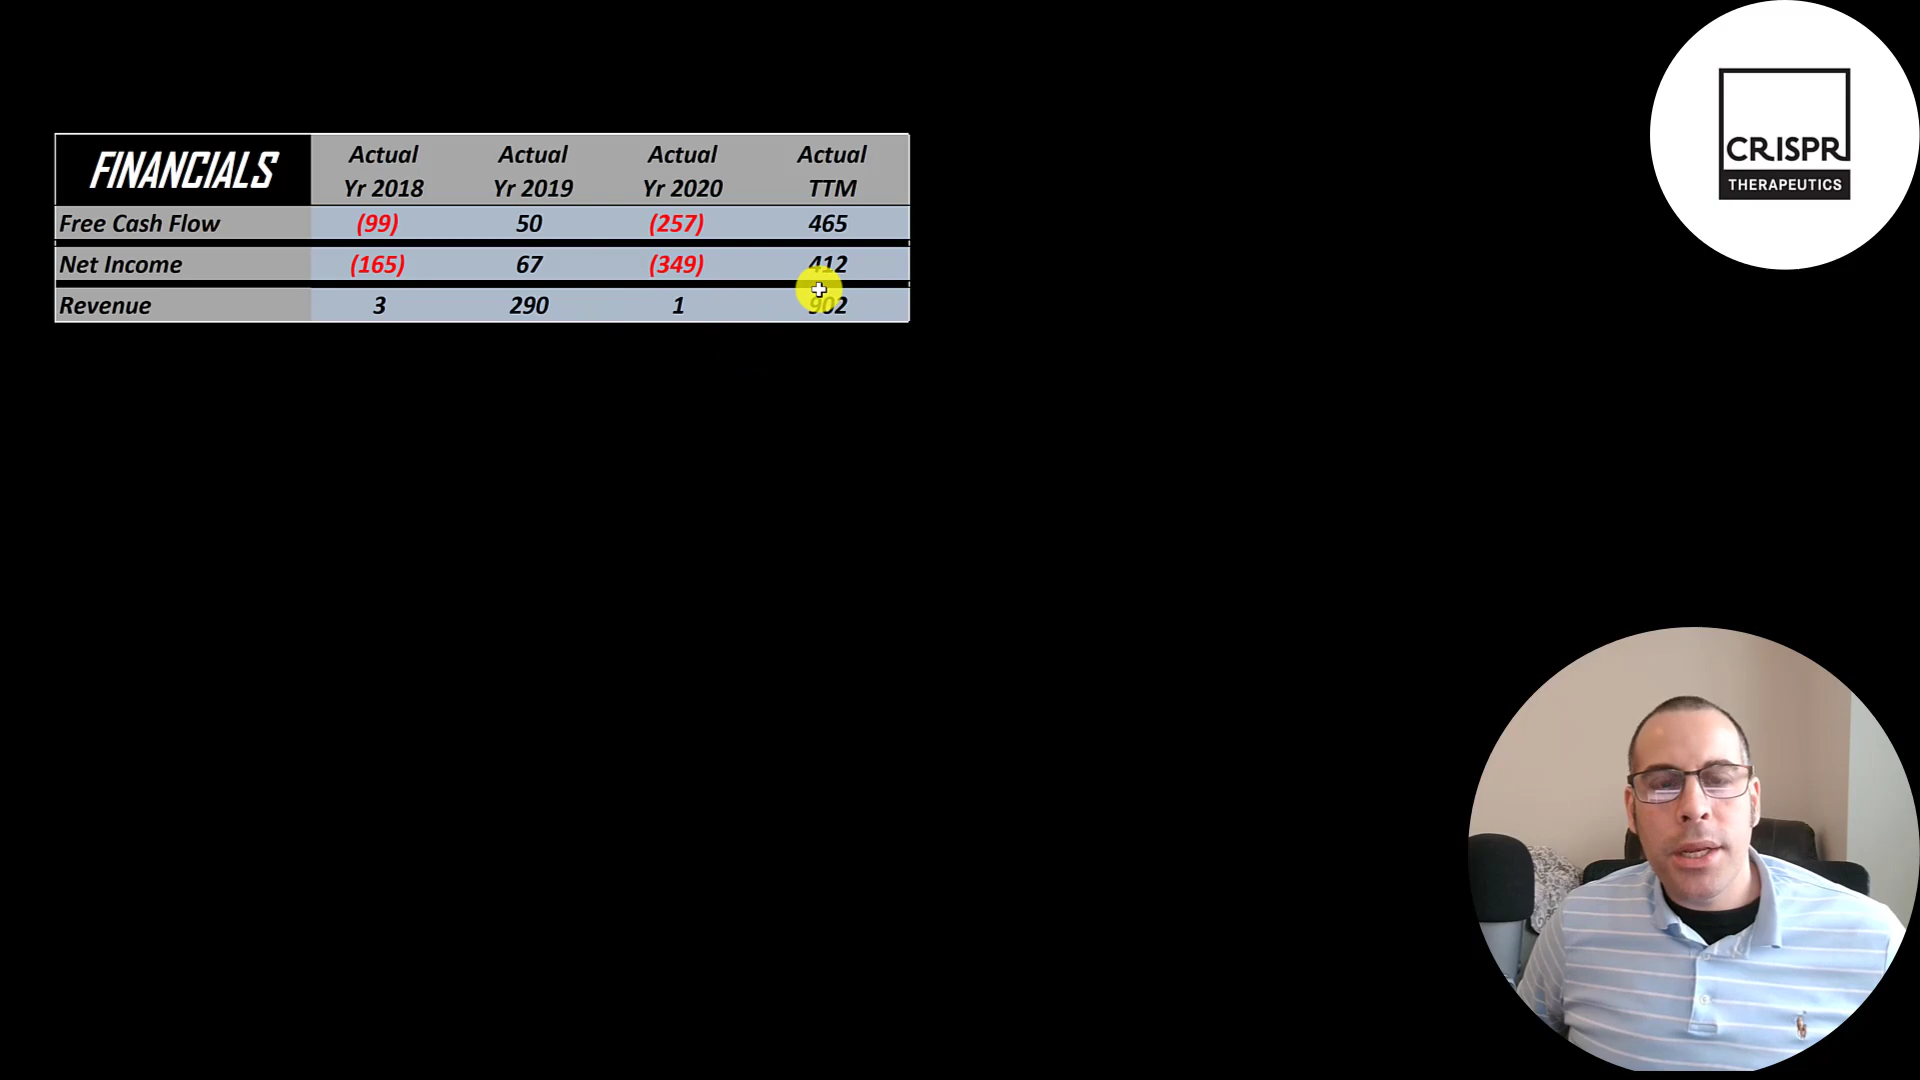 FINANCIALS Actual Yr 2018 Actual Yr 2019 Actual Yr 2020 Actual TTM
Free Cash Flow (99) 50 (257) 465
Net Income (165) 67 (349) 412
Revenue 3 290 1 902
CRISPR
THERAPEUTICS